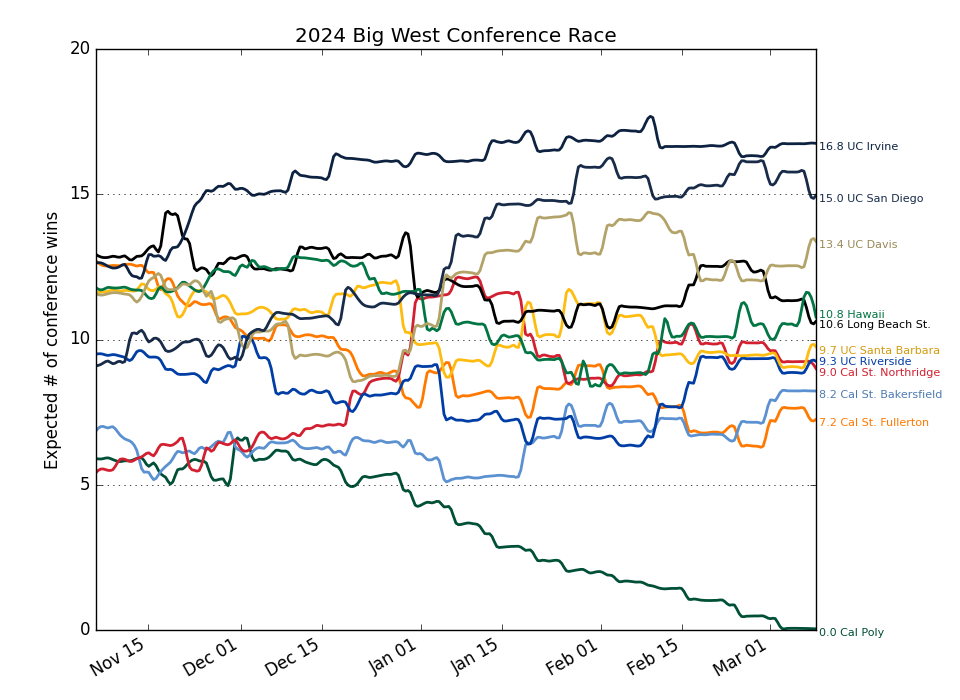 2024 Big West Conference Race
Expected # of conference wins
20
15
10
5
0
16.8 UC Irvine
15.0 UC San Diego
13.4 UC Davis
10.8 Hawaii
10.6 Long Beach St.
9.7 UC Santa Barbara
9.3 UC Riverside
9.0 Cal St. Northridge
8.2 Cal St. Bakersfield
7.2 Cal St. Fullerton
0.0 Cal Poly
Nov 15
Dec 01
Dec 15
Jan 01
Jan 15
Feb 01
Feb 15
Mar 01